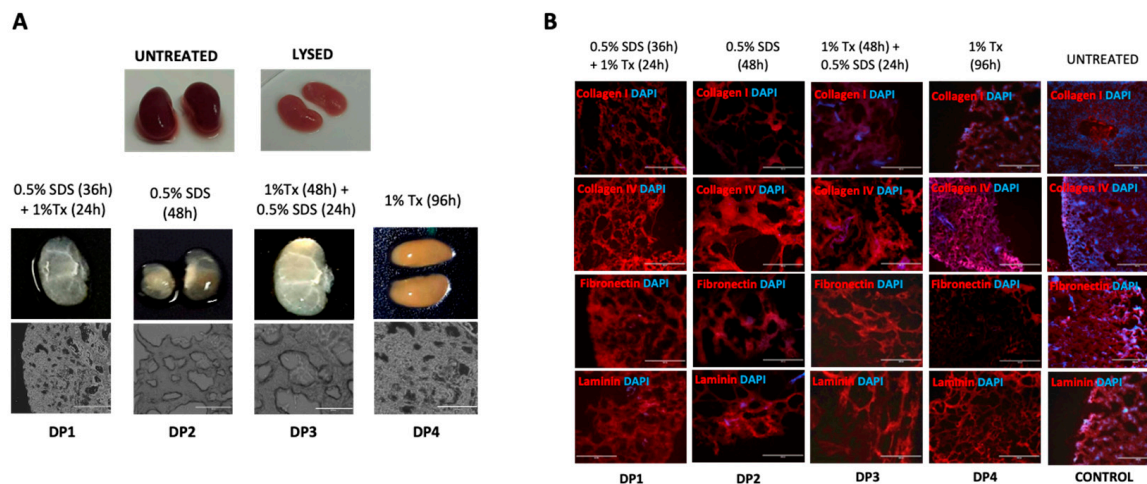 A
UNTREATED
LYSED
0.5% SDS (36h)
+ 1%Tx (24h)
0.5% SDS
(48h)
1%Tx (48h) +
0.5% SDS (24h)
1% Tx (96h)
DP1
DP2
DP3
DP4
B
0.5% SDS (36h)
+ 1% Tx (24h)
0.5% SDS
(48h)
1% Tx (48h) +
0.5% SDS (24h)
1% Tx
(96h)
UNTREATED
Collagen I DAPI
Collagen I DAPI
Collagen I DAPI
Collagen I DAPI
Collagen I DAPI
Collagen IV DAPI
Collagen IV DAPI
Collagen IV DAPI
Collagen IV DAPI
Collagen IV DAPI
Fibronectin DAPI
Fibronectin DAPI
Fibronectin DAPI
Fibronectin DAPI
Fibronectin DAPI
Laminin DAPI
Laminin DAPI
Laminin DAPI
Laminin DAPI
Laminin DAPI
DP1
DP2
DP3
DP4
CONTROL